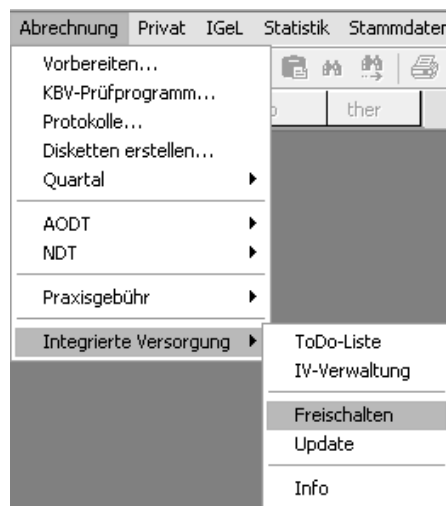 Abrechnung Privat IGeL Statistik Stammdaten
Vorbereiten...
KBV-Prüfprogramm...
Protokolle...
ther
Disketten erstellen...
Quartal
AODT
NDT
Praxisgebühr
Integrierte Versorgung
ToDo-Liste
IV-Verwaltung
Freischalten
Update
Info